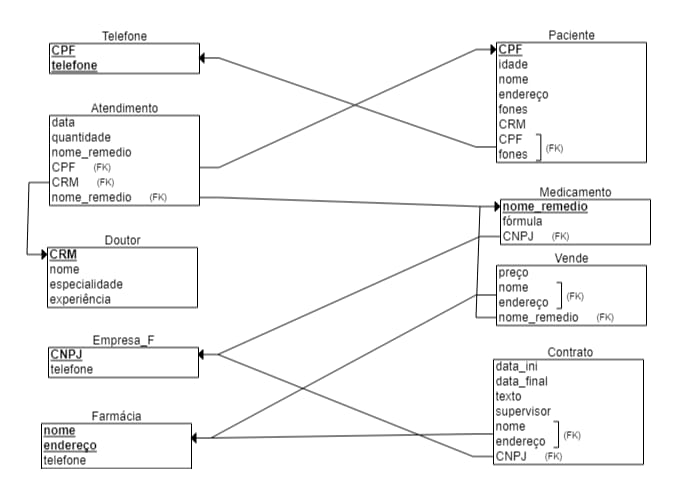 Telefone
CPF
telefone
Paciente
CPF
idade
nome
endereço
fones
CRM
CPF
fones
(FK)
Atendimento
data
quantidade
nome_remedio
CPF (FK)
CRM (FK)
nome_remedio (FK)
Medicamento
nome_remedio
fórmula
CNPJ (FK)
Doutor
CRM
nome
especialidade
experiência
Vende
preço
nome
endereço
(FK)
nome_remedio (FK)
Empresa_F
CNPJ
telefone
Contrato
data_ini
data_final
texto
supervisor
nome
endereço
(FK)
CNPJ (FK)
Farmácia
nome
endereço
telefone